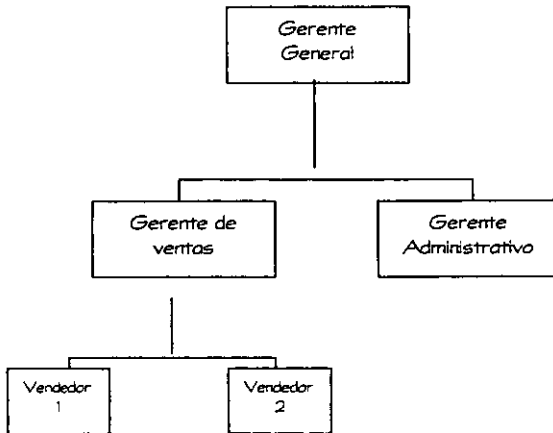 Gerente
General
Gerente de
ventas
Gerente
Administrativo
Vendedor
1
Vendedor
2